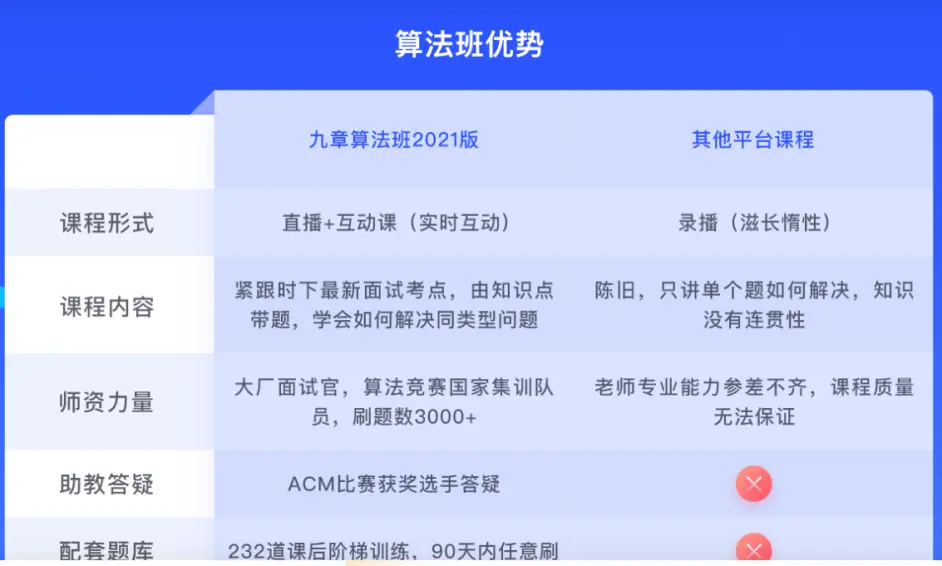 算法班优势
九章算法班2021版
其他平台课程
课程形式
直播+互动课（实时互动）
录播（滋长惰性）
课程内容
紧跟时下最新面试考点，由知识点
带题，学会如何解决同类型问题
陈旧，只讲单个题如何解决，知识
没有连贯性
师资力量
大厂面试官，算法竞赛国家集训队
员，刷题数3000+
老师专业能力参差不齐，课程质量
无法保证
助教答疑
ACM比赛获奖选手答疑
配套题库
232道课后阶梯训练，90天内任意刷